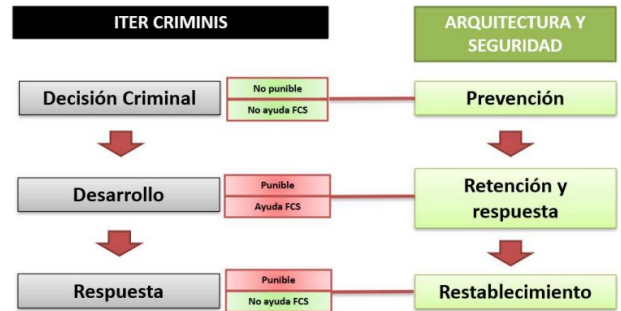 ITER CRIMINIS
ARQUITECTURA Y
SEGURIDAD
Decisión Criminal
No punible
No ayuda FCS
Prevención
Desarrollo
Punible
Ayuda FCS
Retención y
respuesta
Respuesta
Punible
No ayuda FCS
Restablecimiento